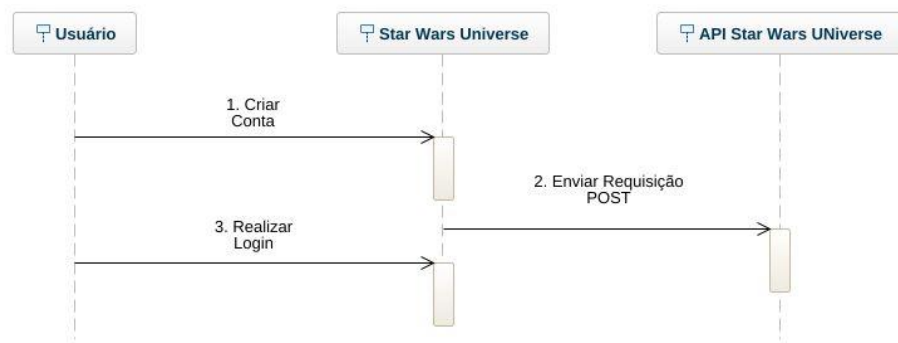 Usuário
Star Wars Universe
API Star Wars UNiverse
1. Criar
Conta
2. Enviar Requisição
POST
3. Realizar
Login